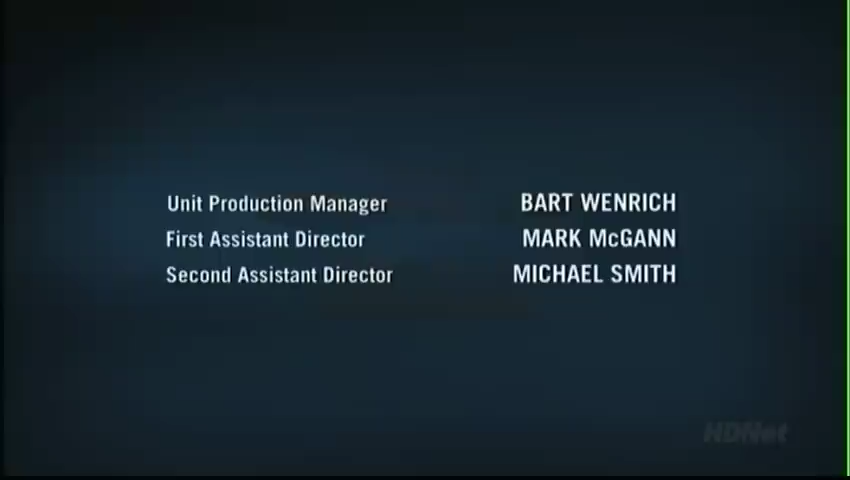 Unit Production Manager BART WENRICH
First Assistant Director MARK McGANN
Second Assistant Director MICHAEL SMITH
HDNet